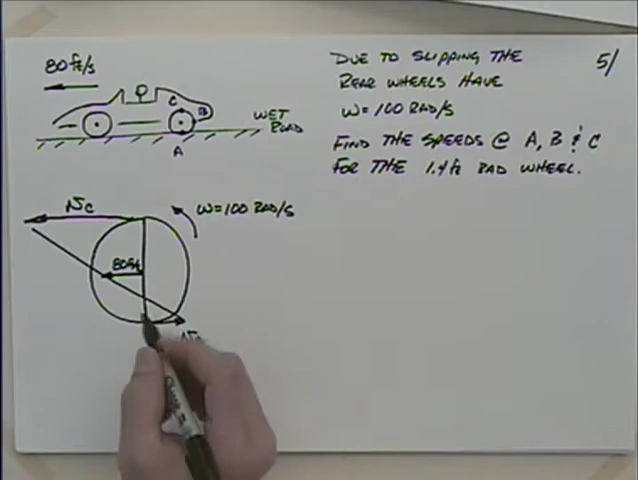 80 ft/s
DUE TO SLIPPING THE
REAR WHEELS HAVE
ω = 100 RAD/S
FIND THE SPEEDS @ A, B & C
FOR THE 1.4 ft RAD WHEEL.
5/
C
B
WET
ROAD
A
Vc
ω = 100 RAD/S
80 ft/s